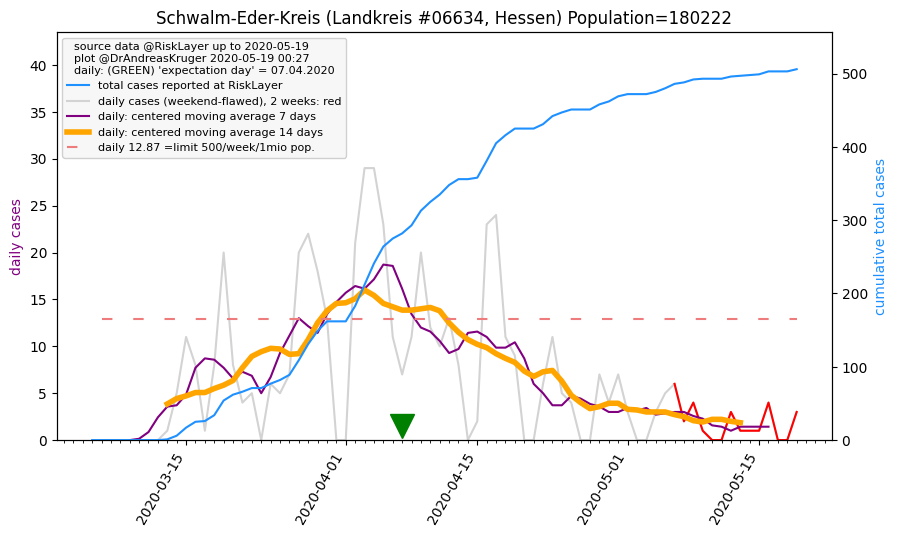 Schwalm-Eder-Kreis (Landkreis #06634, Hessen) Population=180222
source data @RiskLayer up to 2020-05-19
plot @DrAndreasKruger 2020-05-19 00:27
daily: (GREEN) 'expectation day' = 07.04.2020
total cases reported at RiskLayer
daily cases (weekend-flawed), 2 weeks: red
daily: centered moving average 7 days
daily: centered moving average 14 days
daily 12.87 =limit 500/week/1mio pop.
daily cases
40
35
30
25
20
15
10
5
0
cumulative total cases
500
400
300
200
100
0
2020-03-15
2020-04-01
2020-04-15
2020-05-01
2020-05-15